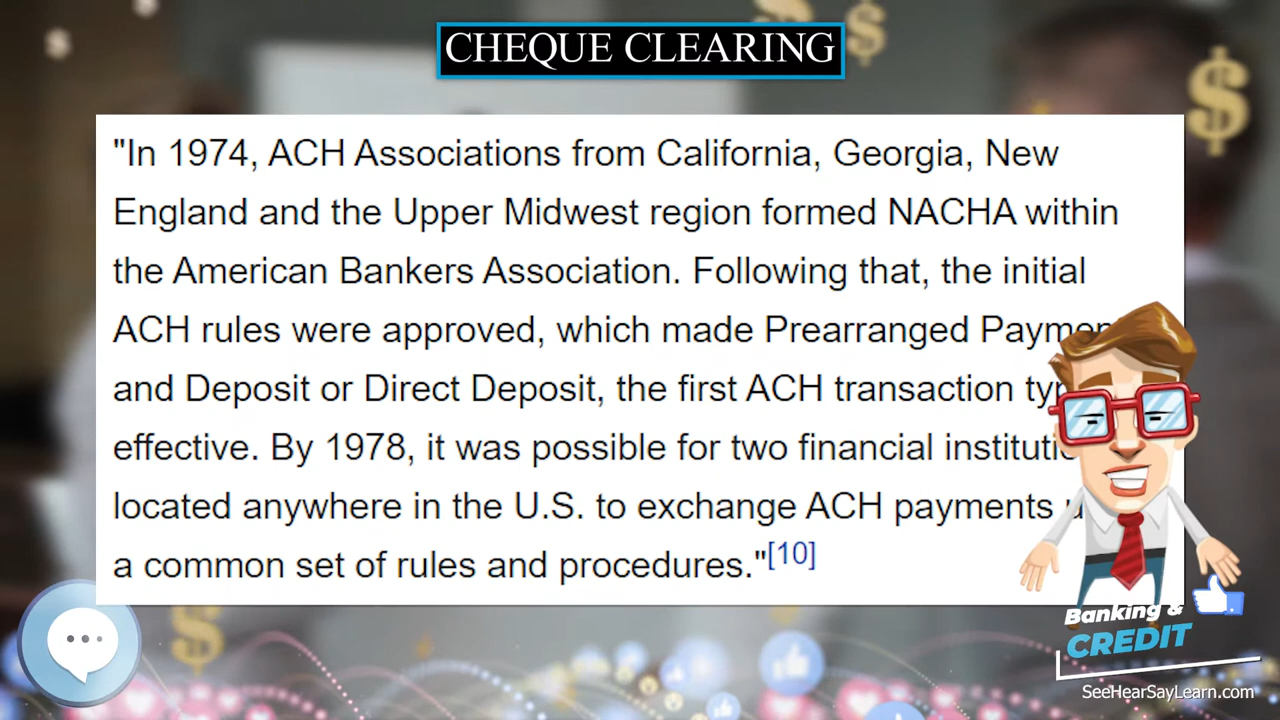 CHEQUE CLEARING
"In 1974, ACH Associations from California, Georgia, New
England and the Upper Midwest region formed NACHA within
the American Bankers Association. Following that, the initial
ACH rules were approved, which made Prearranged
and Deposit or Direct Deposit, the first ACH transaction
effective. By 1978, it was possible for two financial
located anywhere in the U.S. to exchange ACH payments
a common set of rules and procedures."[10]
Banking &
CREDIT
SeeHearSayLearn.com